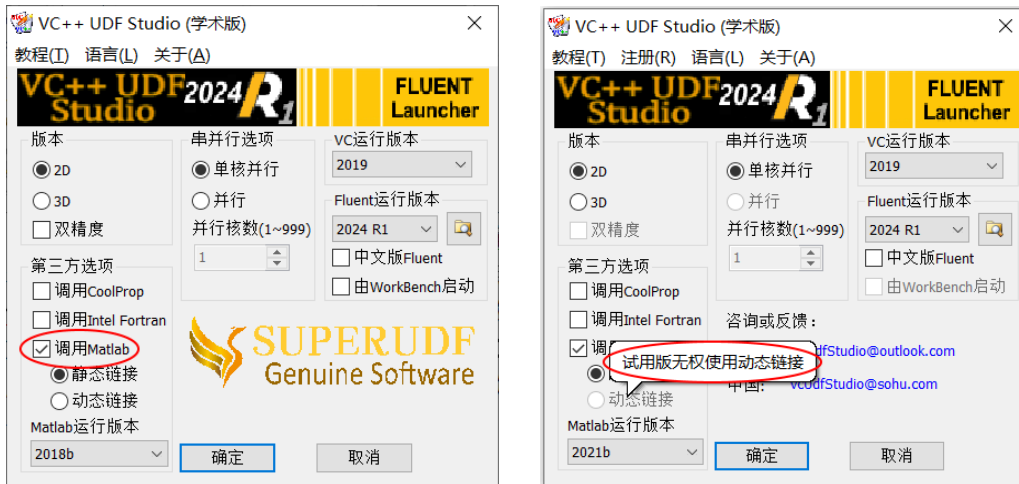 VC++ UDF Studio (学术版)
教程(T) 语言(L) 关于(A)
VC++ UDF Studio 2024 R1
FLUENT Launcher
版本
2D
3D
双精度
串并行选项
单核并行
并行
并行核数(1~999)
1
VC运行版本
2019
Fluent运行版本
2024 R1
中文版Fluent
由WorkBench启动
第三方选项
调用CoolProp
调用Intel Fortran
调用Matlab
静态链接
动态链接
Matlab运行版本
2018b
SUPERUDF
Genuine Software
确定
取消
VC++ UDF Studio (学术版)
教程(T) 注册(R) 语言(L) 关于(A)
VC++ UDF Studio 2024 R1
FLUENT Launcher
版本
2D
3D
双精度
串并行选项
单核并行
并行
并行核数(1~999)
1
VC运行版本
2019
Fluent运行版本
2024 R1
中文版Fluent
由WorkBench启动
第三方选项
调用CoolProp
调用Intel Fortran
调
试用版无权使用动态链接
动态链接
Matlab运行版本
2021b
咨询或反馈：
dfStudio@outlook.com
中国: vcudfStudio@sohu.com
确定
取消